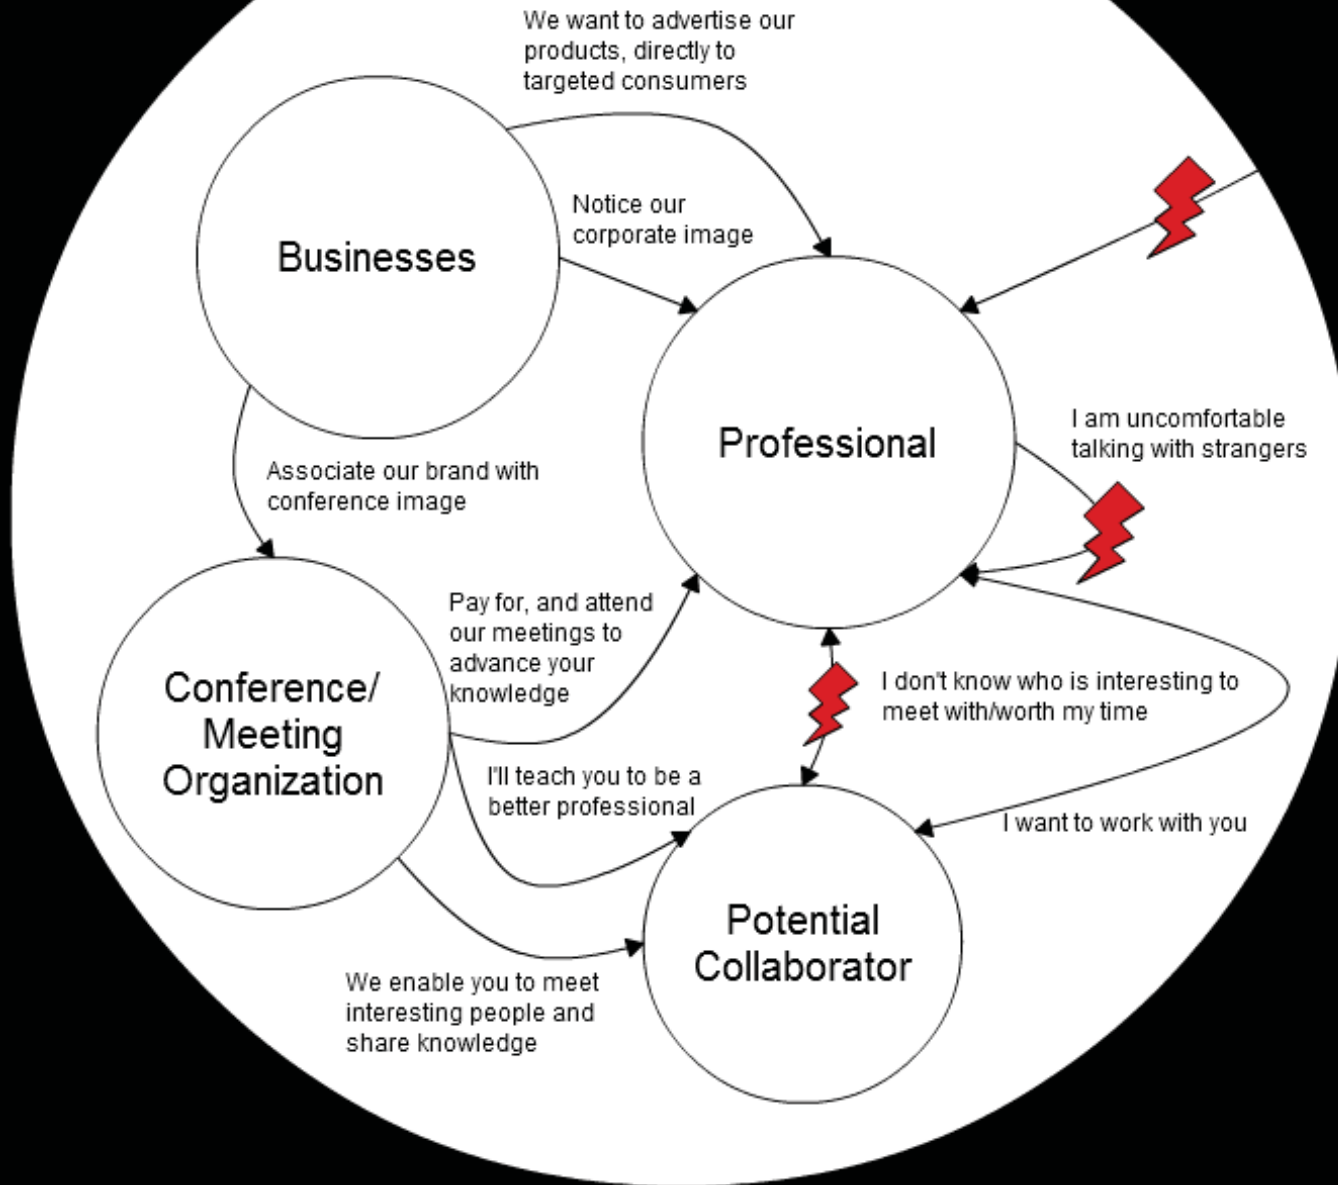 We want to advertise our
products, directly to
targeted consumers
Notice our
corporate image
Businesses
Professional
I am uncomfortable
talking with strangers
Associate our brand with
conference image
Pay for, and attend
our meetings to
advance your
knowledge
Conference/
Meeting
Organization
I don't know who is interesting to
meet with/worth my time
I'll teach you to be a
better professional
I want to work with you
Potential
Collaborator
We enable you to meet
interesting people and
share knowledge